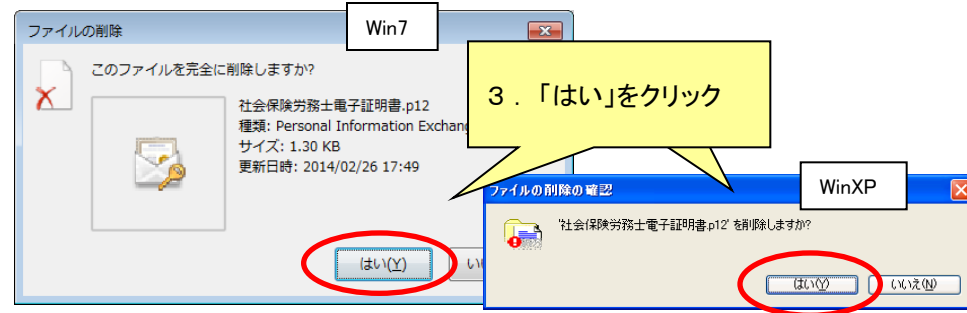 ファイルの削除
Win7
このファイルを完全に削除しますか?
社会保険労務士電子証明書.p12
種類: Personal Information Exchang
サイズ: 1.30 KB
更新日時: 2014/02/26 17:49
はい(Y)
い
３．「はい」をクリック
ファイルの削除の確認
WinXP
'社会保険労務士電子証明書.p12' を削除しますか?
はい(Y)
いいえ(N)